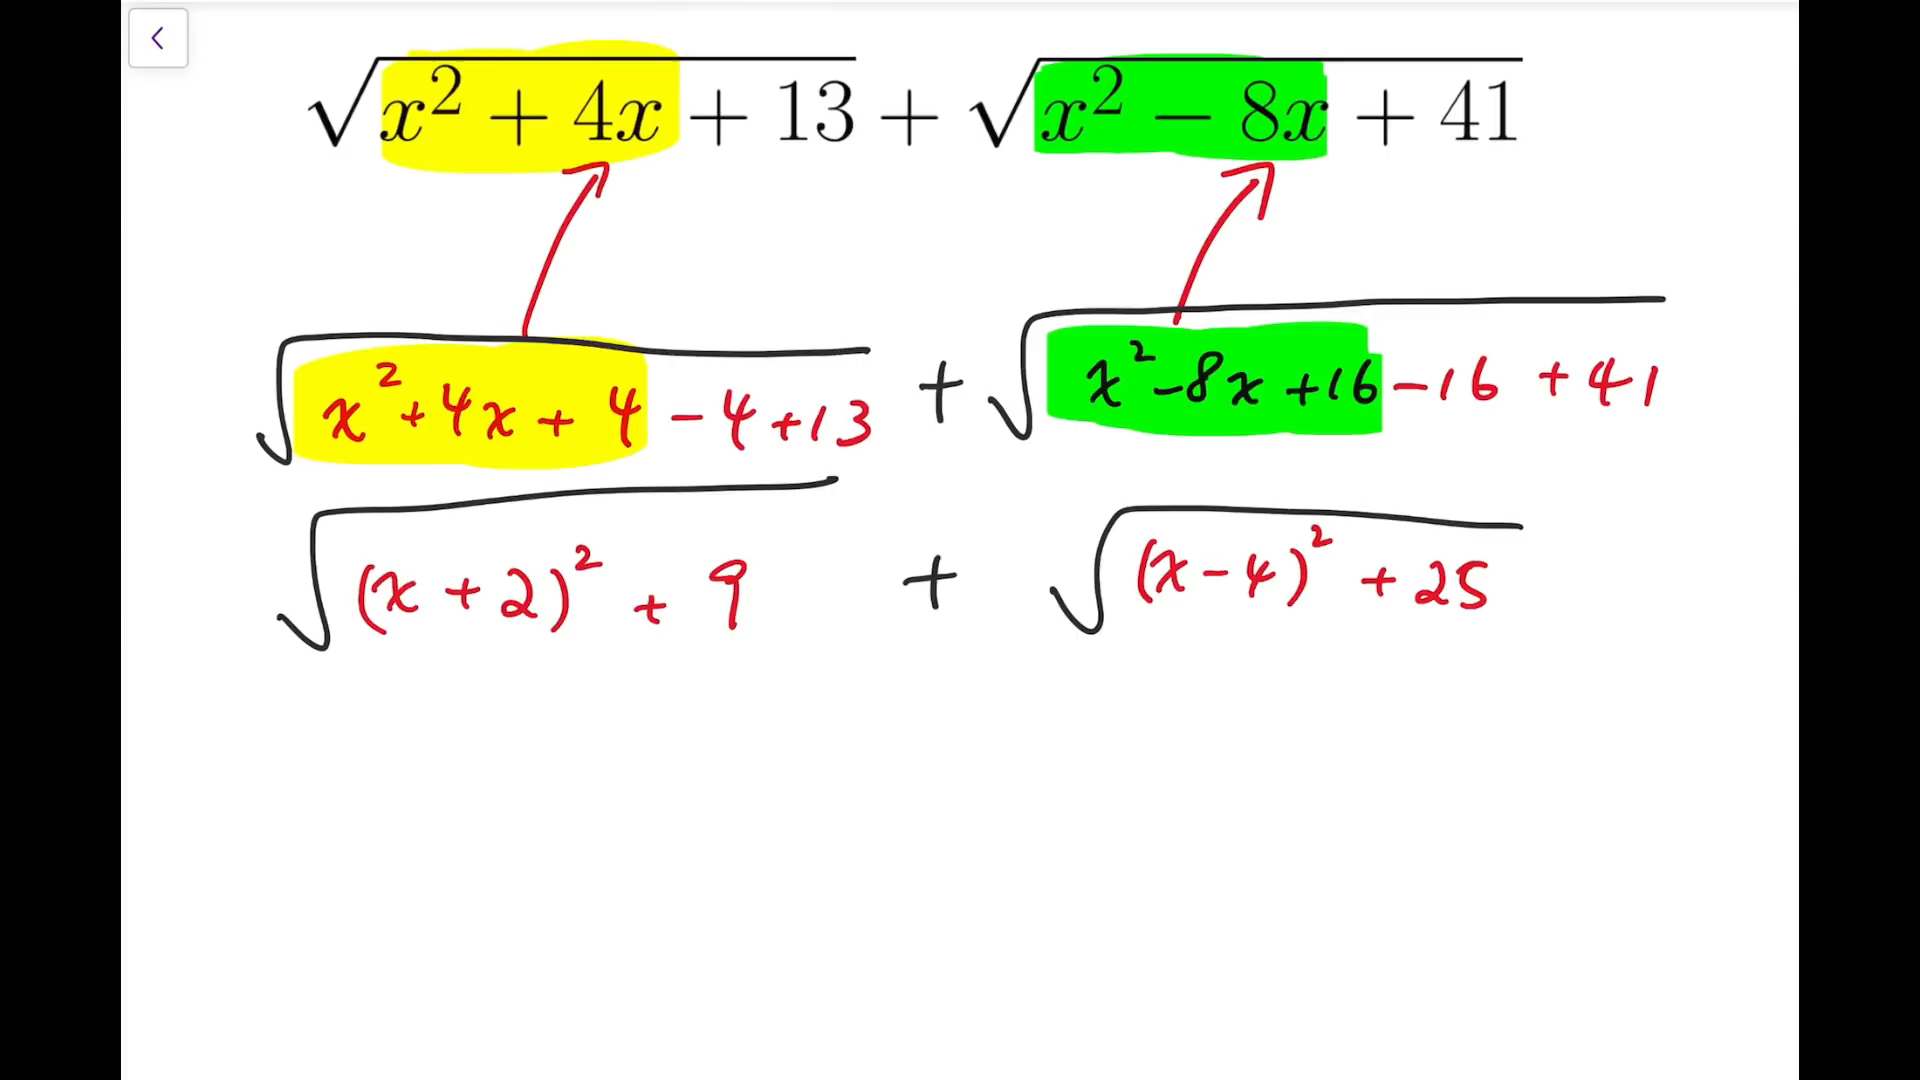 √(x² + 4x + 13) + √(x² − 8x + 41)
√(x² + 4x + 4 − 4 + 13) + √(x² − 8x + 16 − 16 + 41)
√((x + 2)² + 9) + √((x − 4)² + 25)